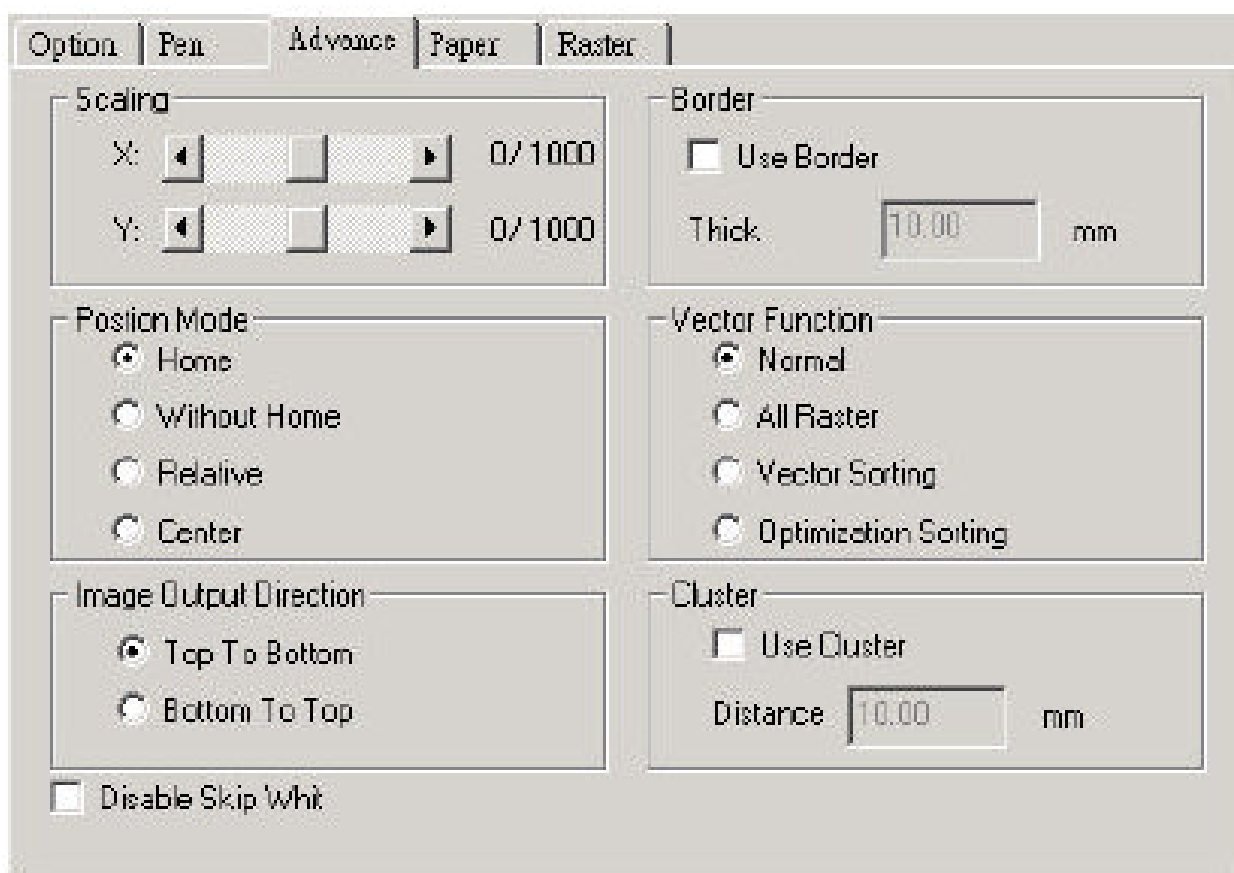 Option Pen Advance Paper Raster
Scaling
X: 0/1000
Y: 0/1000
Border
Use Border
Thick 10.00 mm
Postion Mode
Home
Without Home
Relative
Center
Vector Function
Normal
All Raster
Vector Sorting
Optimization Sorting
Image Output Direction
Top To Bottom
Bottom To Top
Cluster
Use Cluster
Distance 10.00 mm
Disable Skip Whit